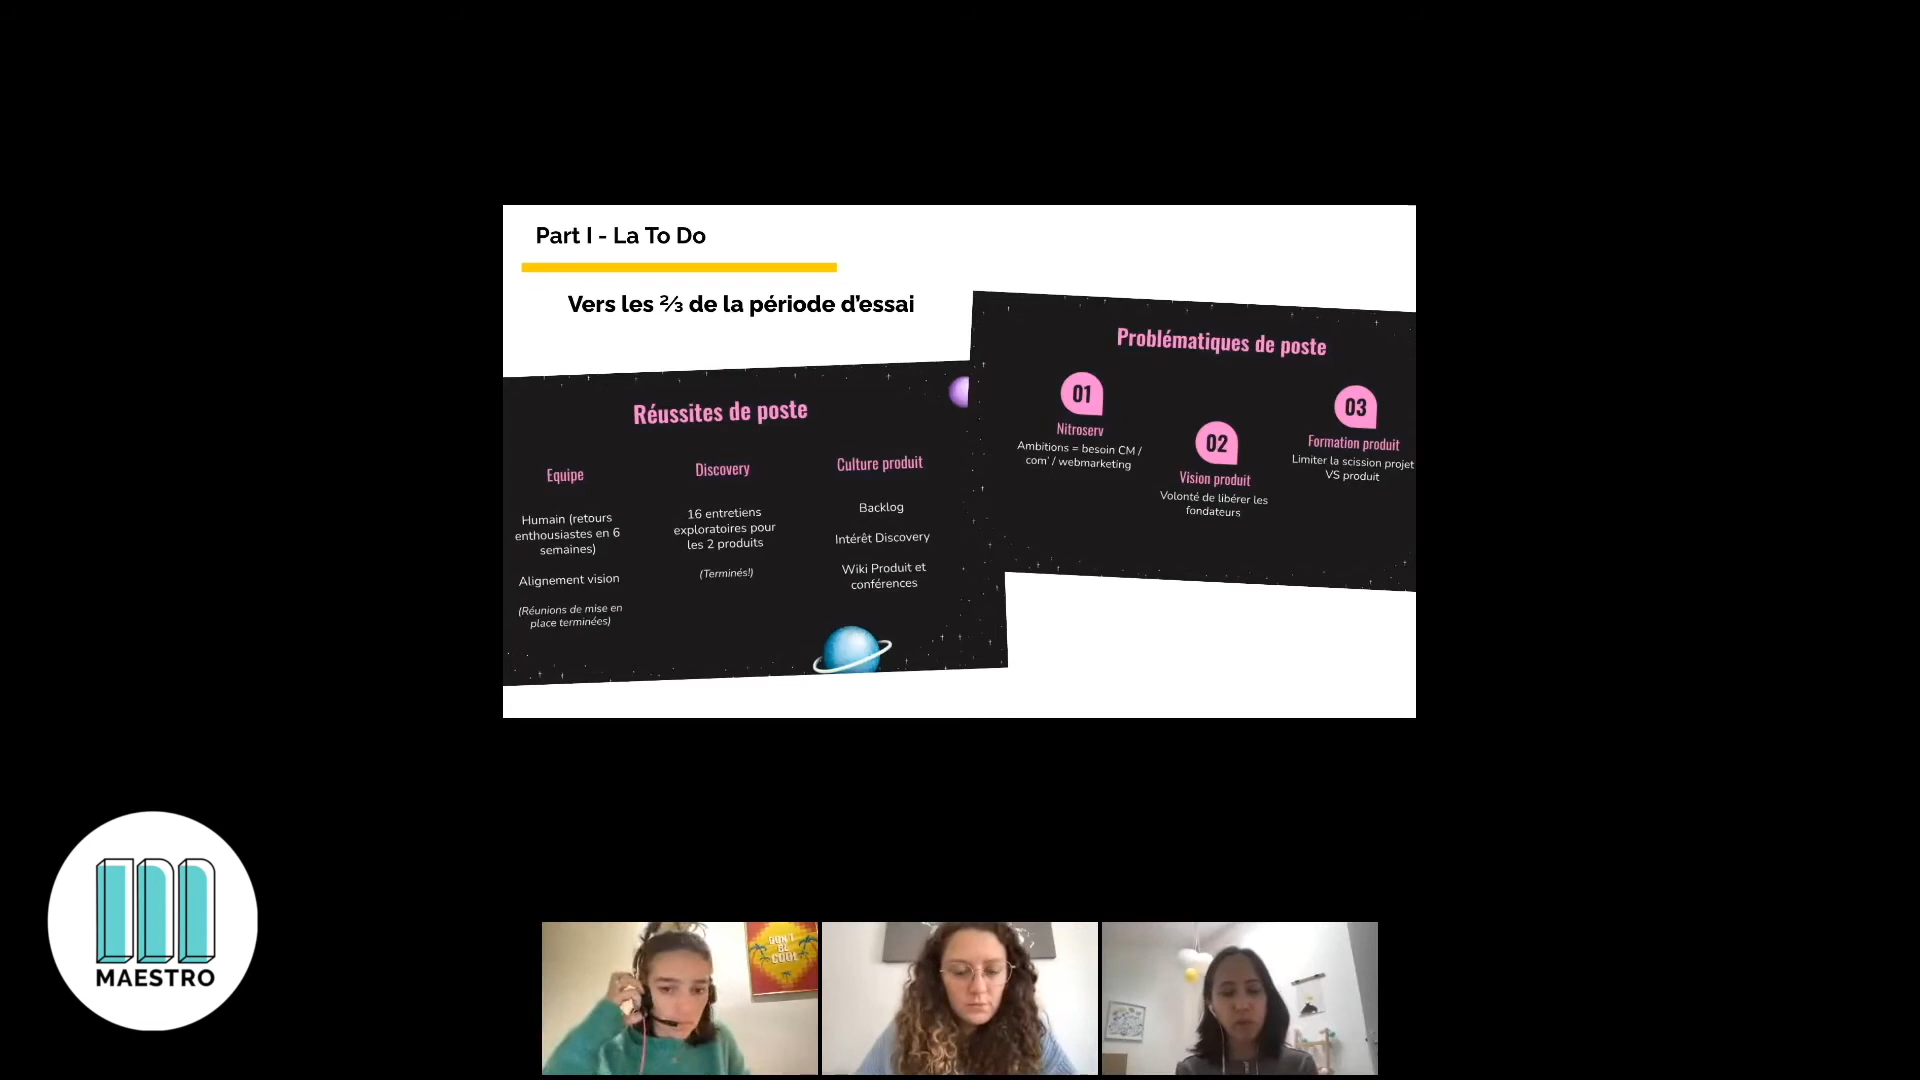 Part I - La To Do
Vers les ⅔ de la période d'essai
Réussites de poste
Equipe
Humain (retours
enthousiastes en 6
semaines)
Alignement vision
(Réunions de mise en
place terminées)
Discovery
16 entretiens
exploratoires pour
les 2 produits
(Terminés!)
Culture produit
Backlog
Intérêt Discovery
Wiki Produit et
conférences
Problématiques de poste
01
Nitroserv
Ambitions = besoin CM /
com' / webmarketing
02
Vision produit
Volonté de libérer les
fondateurs
03
Formation produit
Limiter la scission projet
VS produit
MAESTRO
DON'T
BE
COOL